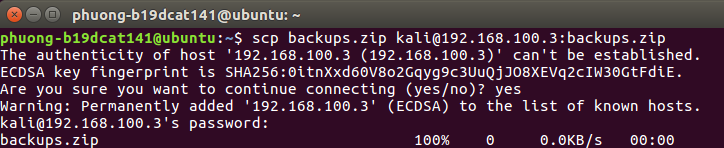 phuong-b19dcat141@ubuntu: ~
phuong-b19dcat141@ubuntu:~$ scp backups.zip kali@192.168.100.3:backups.zip
The authenticity of host '192.168.100.3 (192.168.100.3)' can't be established.
ECDSA key fingerprint is SHA256:0itnXxd60V8o2Gqyg9c3UuQjJO8XEVq2cIW30GtFdiE.
Are you sure you want to continue connecting (yes/no)? yes
Warning: Permanently added '192.168.100.3' (ECDSA) to the list of known hosts.
kali@192.168.100.3's password:
backups.zip 100% 0 0.0KB/s 00:00